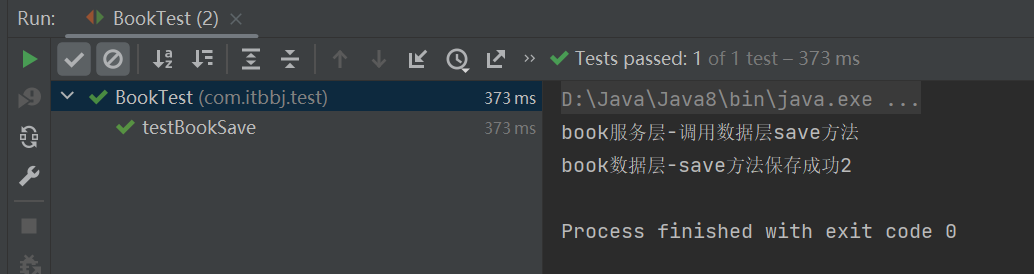 Run: BookTest (2) ×
Tests passed: 1 of 1 test – 373 ms
BookTest (com.itbbj.test) 373 ms
testBookSave 373 ms
D:\Java\Java8\bin\java.exe ...
book服务层-调用数据层save方法
book数据层-save方法保存成功2
Process finished with exit code 0